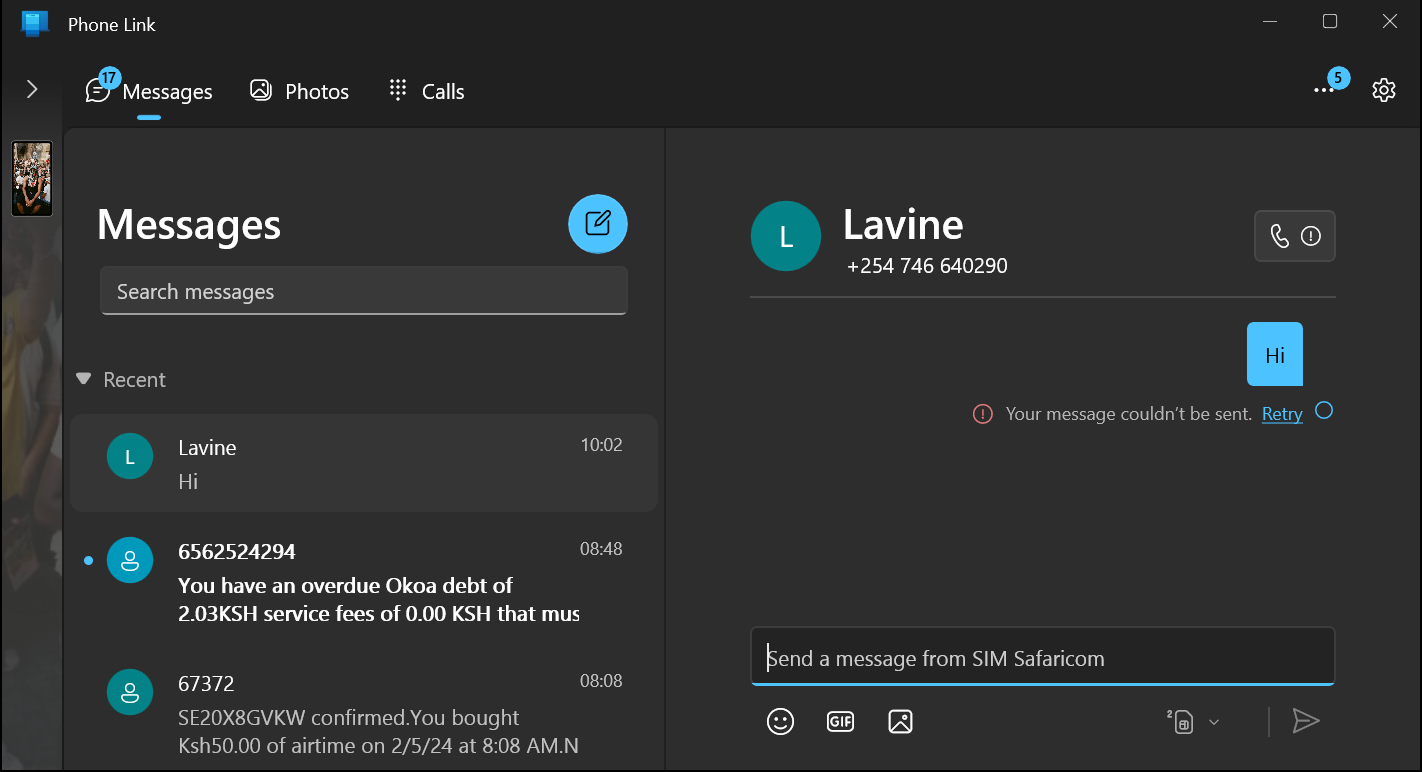 Phone Link
17
Messages
Photos
Calls
5
Messages
Search messages
Recent
L
Lavine
10:02
Hi
6562524294
08:48
You have an overdue Okoa debt of
2.03KSH service fees of 0.00 KSH that mus
67372
08:08
SE20X8GVKW confirmed.You bought
Ksh50.00 of airtime on 2/5/24 at 8:08 AM.N
L
Lavine
+254 746 640290
Hi
Your message couldn't be sent. Retry
Send a message from SIM Safaricom
GIF
2